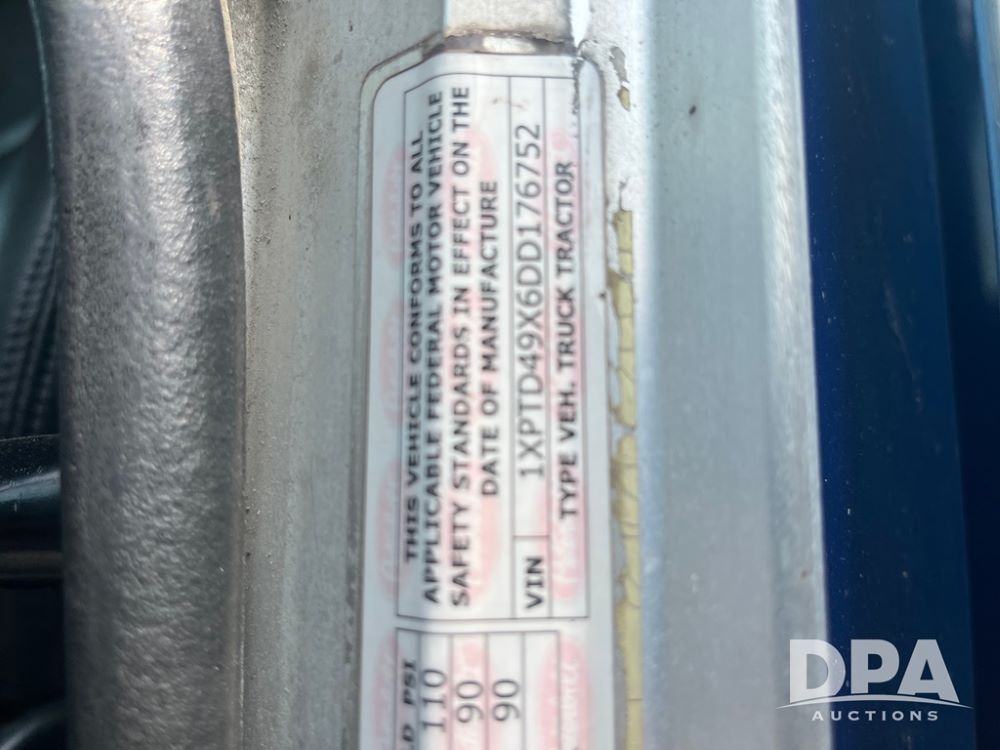 THIS VEHICLE CONFORMS TO ALL
APPLICABLE FEDERAL MOTOR VEHICLE
SAFETY STANDARDS IN EFFECT ON THE
DATE OF MANUFACTURE
VIN 1XPTD49X6DD176752
TYPE VEH. TRUCK TRACTOR
LD PSI
110
90
90
DPA
AUCTIONS